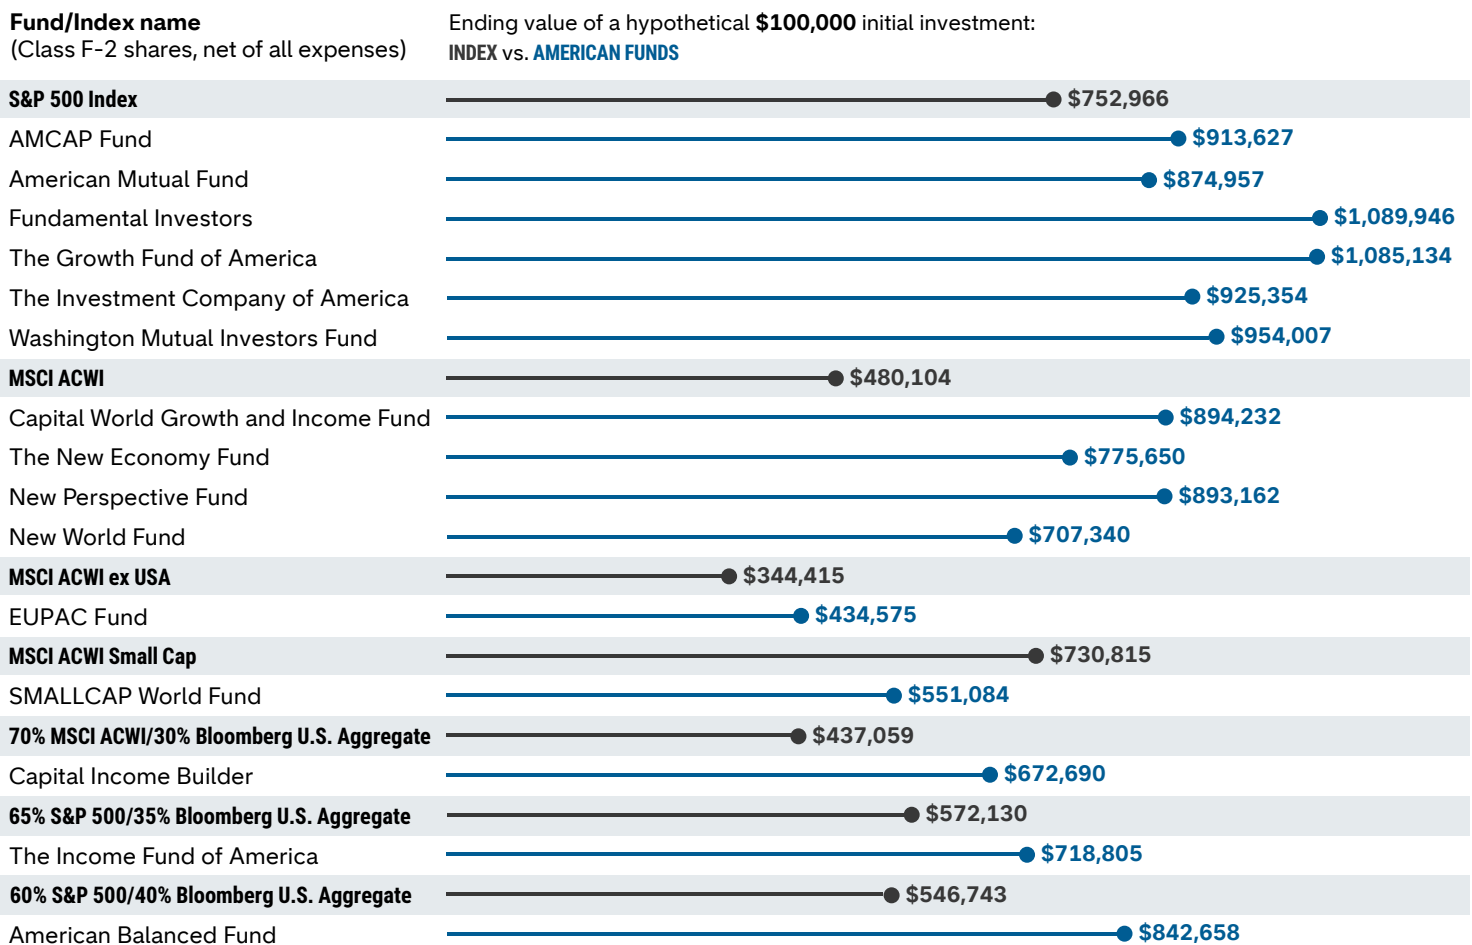 Fund/Index name
(Class F-2 shares, net of all expenses)
Ending value of a hypothetical $100,000 initial investment:
INDEX vs. AMERICAN FUNDS
S&P 500 Index $752,966
AMCAP Fund $913,627
American Mutual Fund $874,957
Fundamental Investors $1,089,946
The Growth Fund of America $1,085,134
The Investment Company of America $925,354
Washington Mutual Investors Fund $954,007
MSCI ACWI $480,104
Capital World Growth and Income Fund $894,232
The New Economy Fund $775,650
New Perspective Fund $893,162
New World Fund $707,340
MSCI ACWI ex USA $344,415
EUPAC Fund $434,575
MSCI ACWI Small Cap $730,815
SMALLCAP World Fund $551,084
70% MSCI ACWI/30% Bloomberg U.S. Aggregate $437,059
Capital Income Builder $672,690
65% S&P 500/35% Bloomberg U.S. Aggregate $572,130
The Income Fund of America $718,805
60% S&P 500/40% Bloomberg U.S. Aggregate $546,743
American Balanced Fund $842,658